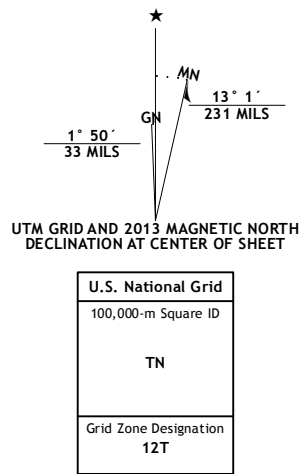 MN
GN
13° 1´
231 MILS
1° 50´
33 MILS
UTM GRID AND 2013 MAGNETIC NORTH
DECLINATION AT CENTER OF SHEET
U.S. National Grid
100,000-m Square ID
TN
Grid Zone Designation
12T